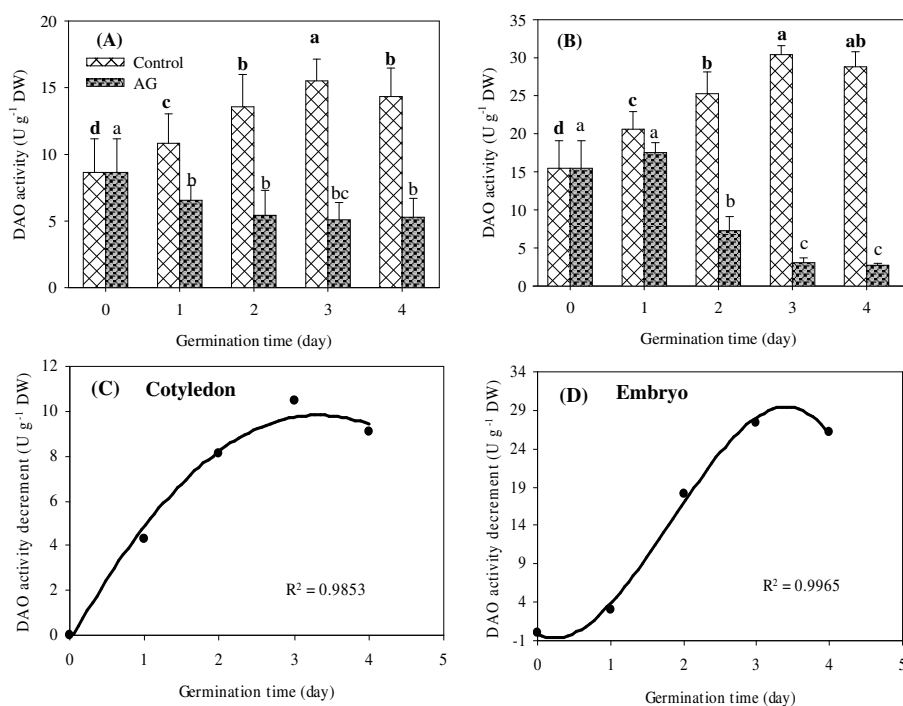 (A)
Control
AG
DAO activity (U g⁻¹ DW)
20
15
10
5
0
d a c b b b a bc b b
0 1 2 3 4
Germination time (day)
(B)
DAO activity (U g⁻¹ DW)
35
30
25
20
15
10
5
0
d a c a b b a c ab c
0 1 2 3 4
Germination time (day)
(C) Cotyledon
DAO activity decrement (U g⁻¹ DW)
12
10
8
6
4
2
0
R² = 0.9853
0 1 2 3 4 5
Germination time (day)
(D) Embryo
DAO activity decrement (U g⁻¹ DW)
34
29
24
19
14
9
4
-1
R² = 0.9965
0 1 2 3 4 5
Germination time (day)